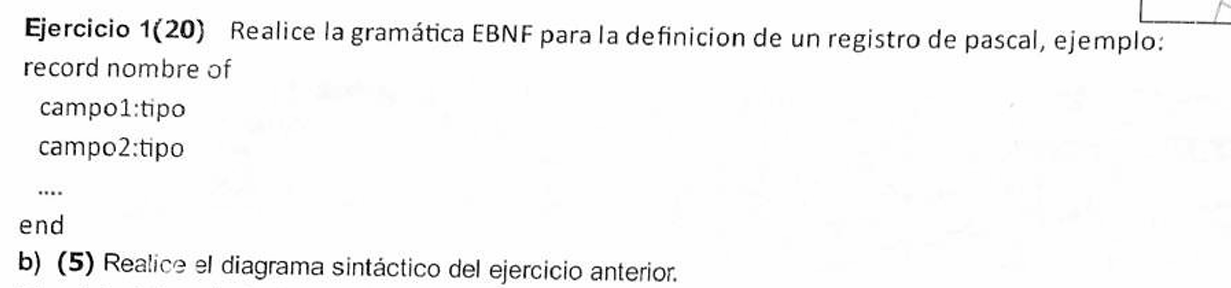 Ejercicio 1(20) Realice la gramática EBNF para la definicion de un registro de pascal, ejemplo:
record nombre of
campo1:tipo
campo2:tipo
....
end
b) (5) Realice el diagrama sintáctico del ejercicio anterior.